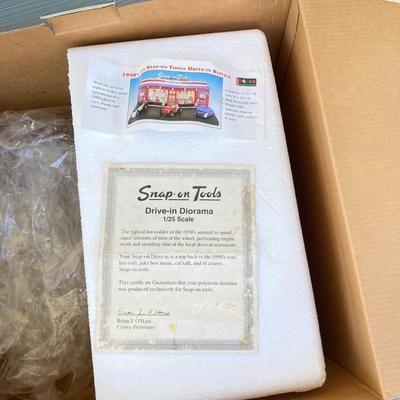 1950's SNAP-ON TOOLS DRIVE-IN REPLICA
Snap-on Tools
Snap-on Tools
Drive-in Diorama
1/25 Scale
The typical hot-rodder of the 1950's seemed to spend
equal amounts of time at the wheel, performing engine
work and spending time at the local drive-in restaurant.
Your Snap-on Drive-in is a trip back to the 1950's with
hot-rods, juke box music, car talk, and of course...
Snap-on tools.
This certificate Guarantees that your polyresin diorama
was produced exclusively for Snap-on tools.
Brian J. O'Hara
Crown Premiums